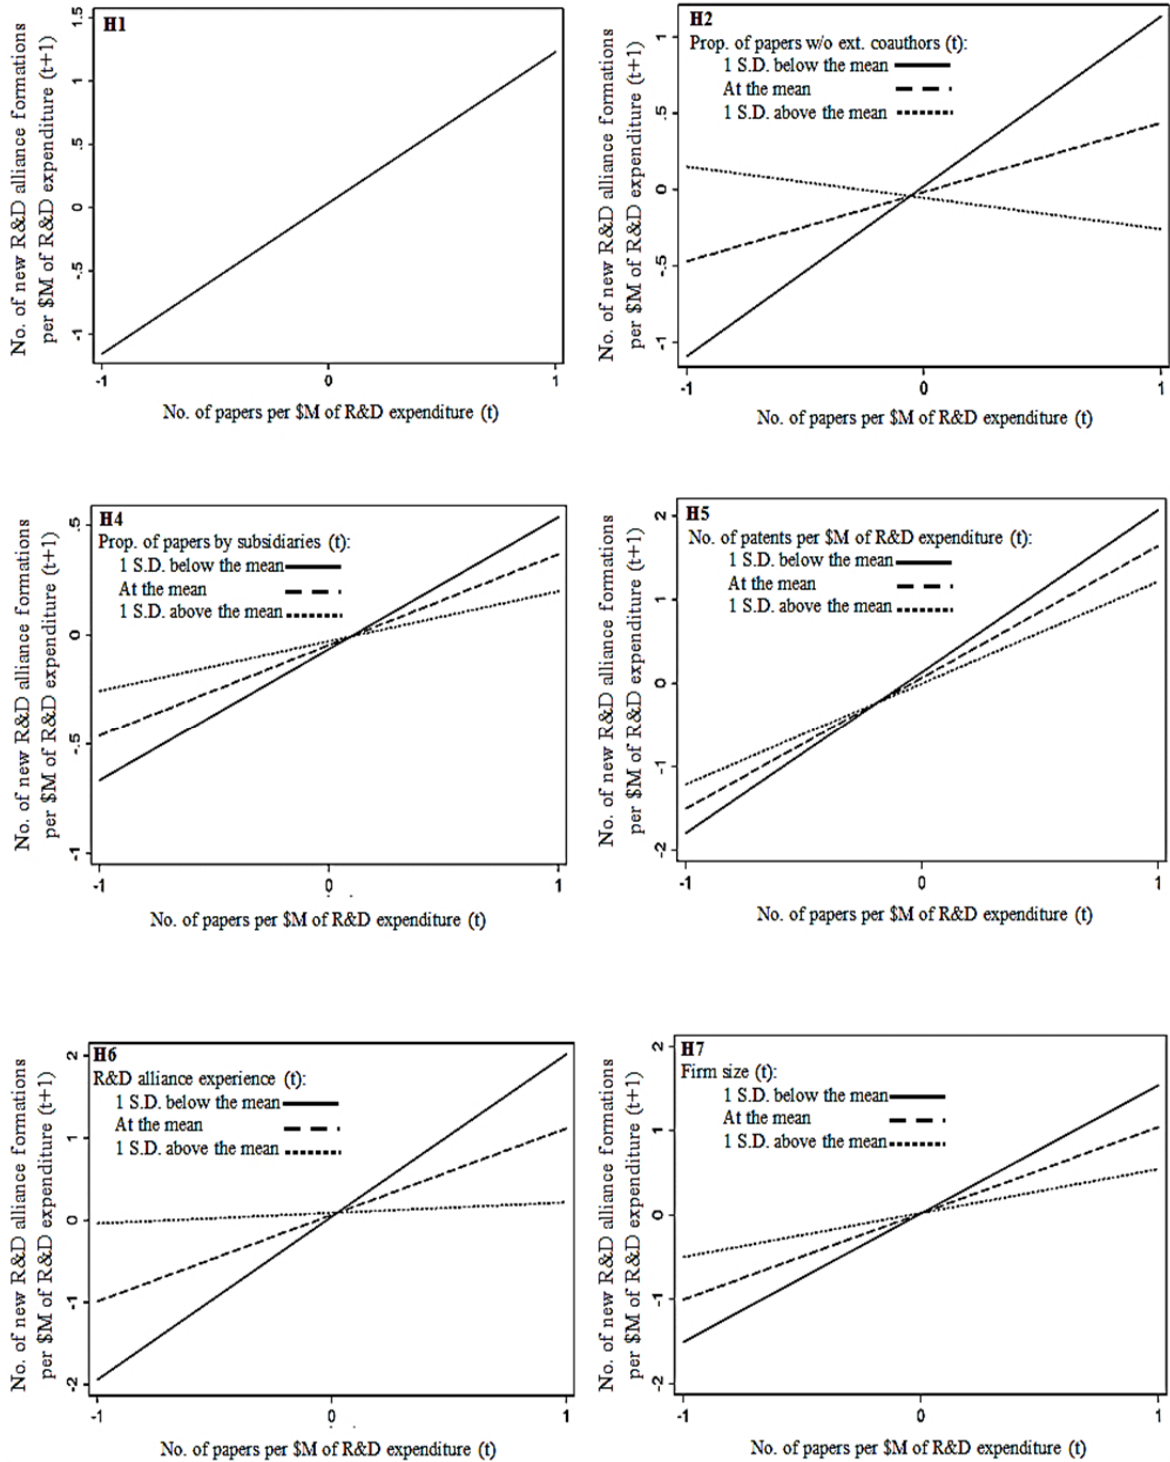 H1
No. of new R&D alliance formations
per $M of R&D expenditure (t+1)
1.5
1
.5
0
-.5
-1
-1
0
1
No. of papers per $M of R&D expenditure (t)
H2
Prop. of papers w/o ext. coauthors (t):
1 S.D. below the mean
At the mean
1 S.D. above the mean
No. of new R&D alliance formations
per $M of R&D expenditure (t+1)
1
.5
0
-.5
-1
-1
0
1
No. of papers per $M of R&D expenditure (t)
H4
Prop. of papers by subsidiaries (t):
1 S.D. below the mean
At the mean
1 S.D. above the mean
No. of new R&D alliance formations
per $M of R&D expenditure (t+1)
.5
0
-.5
-1
-1
0
1
No. of papers per $M of R&D expenditure (t)
H5
No. of patents per $M of R&D expenditure (t):
1 S.D. below the mean
At the mean
1 S.D. above the mean
No. of new R&D alliance formations
per $M of R&D expenditure (t+1)
2
1
0
-1
-2
-1
0
1
No. of papers per $M of R&D expenditure (t)
H6
R&D alliance experience (t):
1 S.D. below the mean
At the mean
1 S.D. above the mean
No. of new R&D alliance formations
per $M of R&D expenditure (t+1)
2
1
0
-1
-2
-1
0
1
No. of papers per $M of R&D expenditure (t)
H7
Firm size (t):
1 S.D. below the mean
At the mean
1 S.D. above the mean
No. of new R&D alliance formations
per $M of R&D expenditure (t+1)
2
1
0
-1
-2
-1
0
1
No. of papers per $M of R&D expenditure (t)